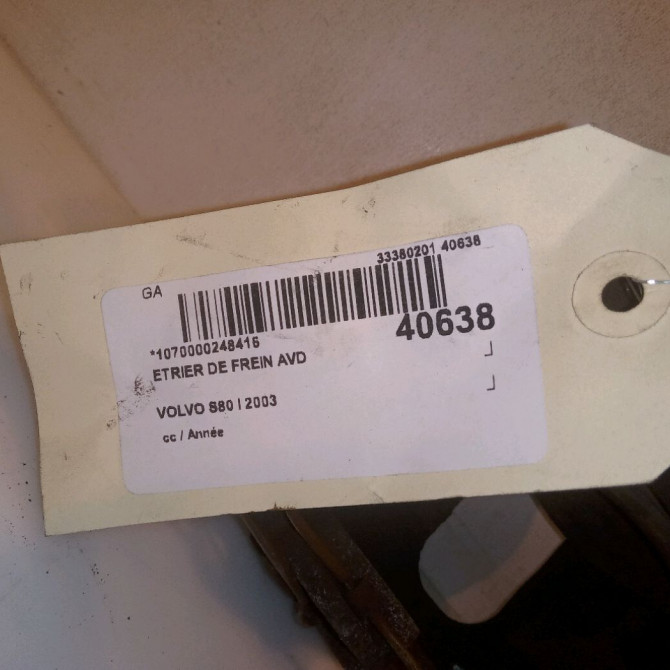 33380201 40638
GA
40638
*1070000248416
ETRIER DE FREIN AVD
VOLVO S80 I 2003
cc / Année